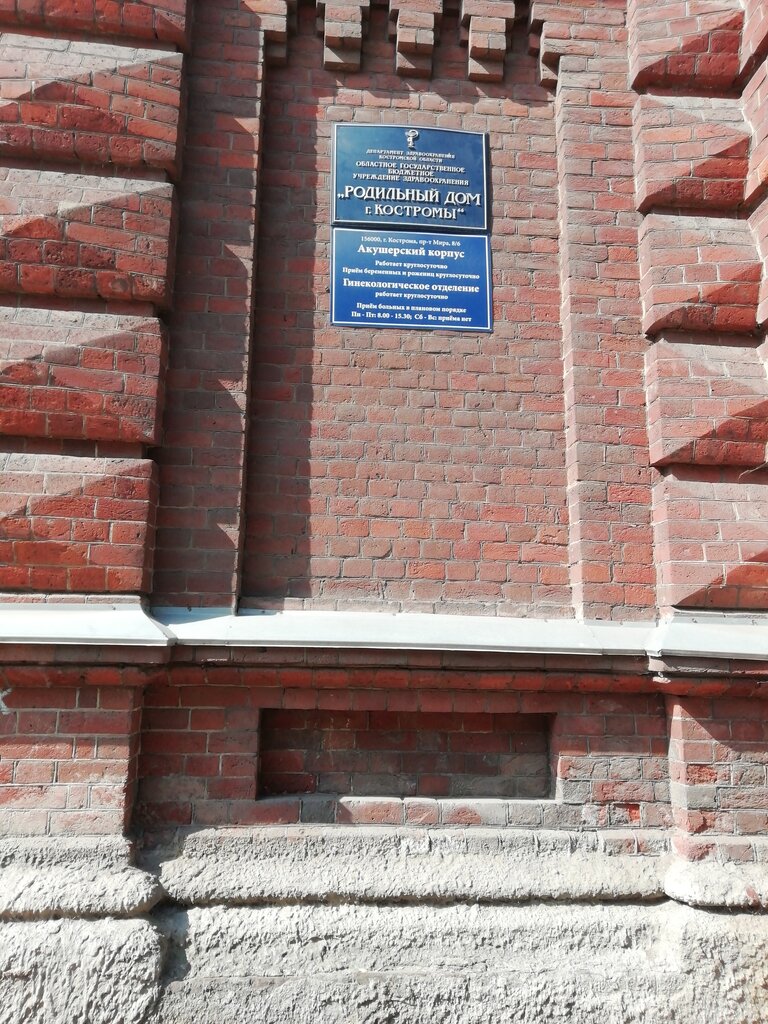 ДЕПАРТАМЕНТ ЗДРАВООХРАНЕНИЯ
КОСТРОМСКОЙ ОБЛАСТИ
ОБЛАСТНОЕ ГОСУДАРСТВЕННОЕ
БЮДЖЕТНОЕ
УЧРЕЖДЕНИЕ ЗДРАВООХРАНЕНИЯ
„РОДИЛЬНЫЙ ДОМ
г. КОСТРОМЫ“
156000, г. Кострома, пр-т Мира, 8/6
Акушерский корпус
Работает круглосуточно
Приём беременных и рожениц круглосуточно
Гинекологическое отделение
работает круглосуточно
Приём больных в плановом порядке
Пн - Пт: 8.00 - 15.30; Сб - Вс: приёма нет